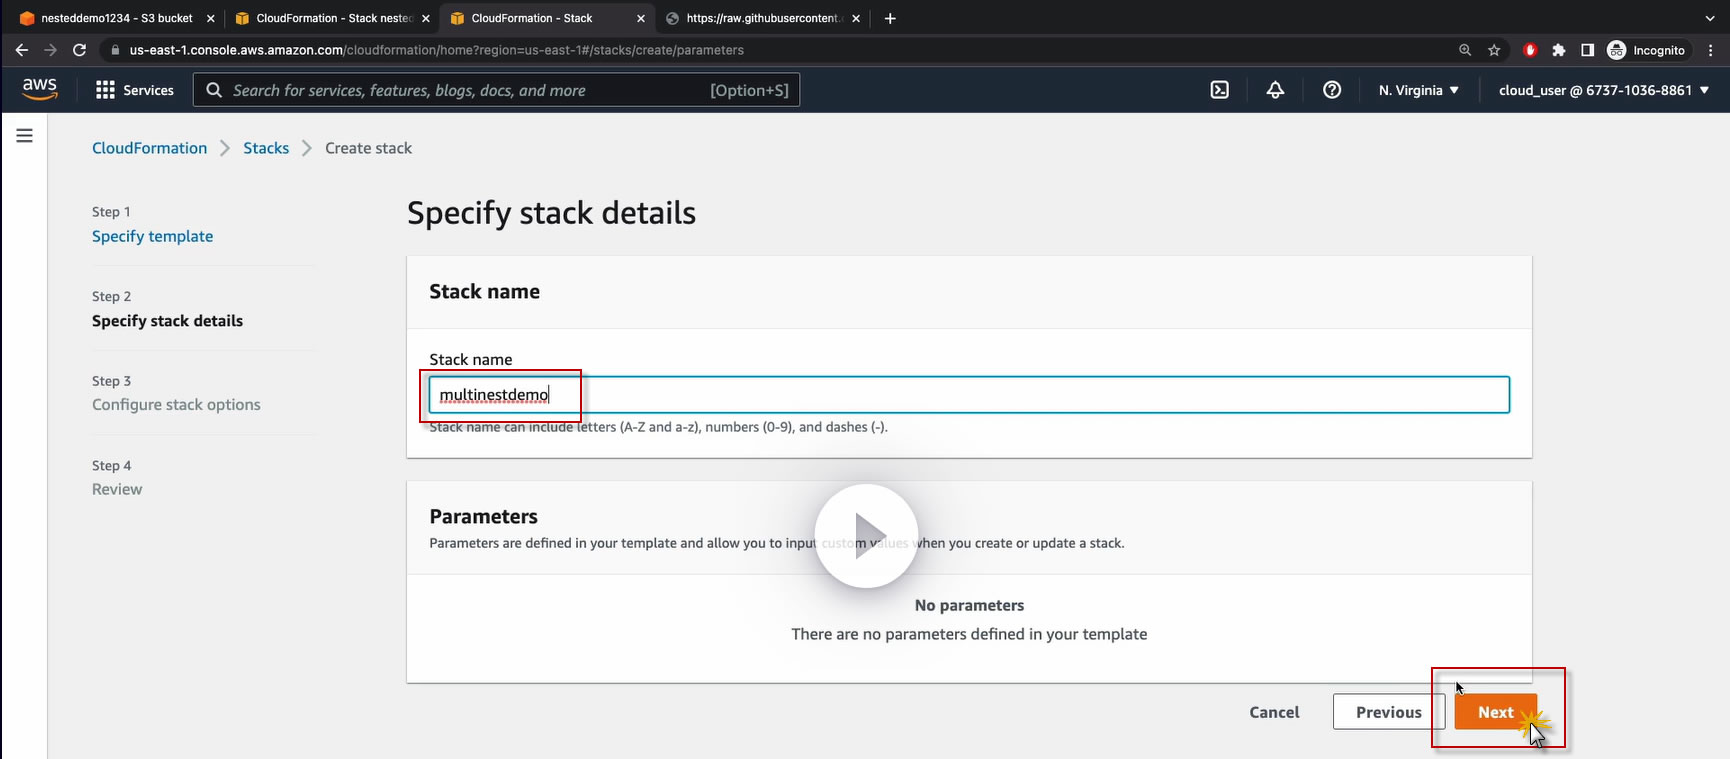 nesteddemo1234 - S3 bucket
CloudFormation - Stack nested
CloudFormation - Stack
https://raw.githubusercontent.c
us-east-1.console.aws.amazon.com/cloudformation/home?region=us-east-1#/stacks/create/parameters
Incognito
aws
Services
Search for services, features, blogs, docs, and more
[Option+S]
N. Virginia
cloud_user @ 6737-1036-8861
CloudFormation
Stacks
Create stack
Step 1
Specify template
Step 2
Specify stack details
Step 3
Configure stack options
Step 4
Review
Specify stack details
Stack name
Stack name
multinestdemo
Stack name can include letters (A-Z and a-z), numbers (0-9), and dashes (-).
Parameters
Parameters are defined in your template and allow you to input custom values when you create or update a stack.
No parameters
There are no parameters defined in your template
Cancel
Previous
Next